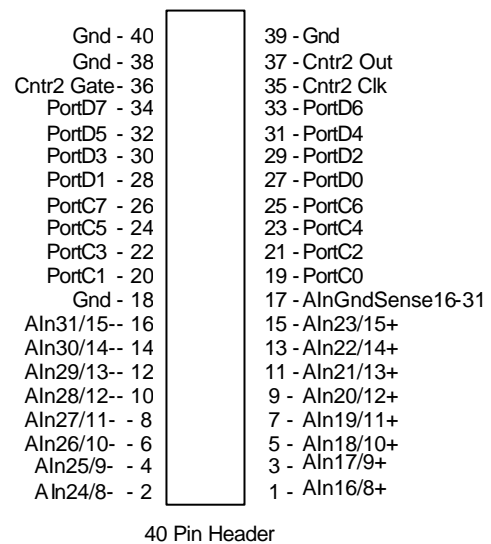 Gnd - 40 39 - Gnd
Gnd - 38 37 - Cntr2 Out
Cntr2 Gate- 36 35 - Cntr2 Clk
PortD7 - 34 33 - PortD6
PortD5 - 32 31 - PortD4
PortD3 - 30 29 - PortD2
PortD1 - 28 27 - PortD0
PortC7 - 26 25 - PortC6
PortC5 - 24 23 - PortC4
PortC3 - 22 21 - PortC2
PortC1 - 20 19 - PortC0
Gnd - 18 17 - AInGndSense16-31
AIn31/15-- 16 15 - AIn23/15+
AIn30/14-- 14 13 - AIn22/14+
AIn29/13-- 12 11 - AIn21/13+
AIn28/12-- 10 9 - AIn20/12+
AIn27/11- - 8 7 - AIn19/11+
AIn26/10- - 6 5 - AIn18/10+
AIn25/9- - 4 3 - AIn17/9+
AIn24/8- - 2 1 - AIn16/8+
40 Pin Header